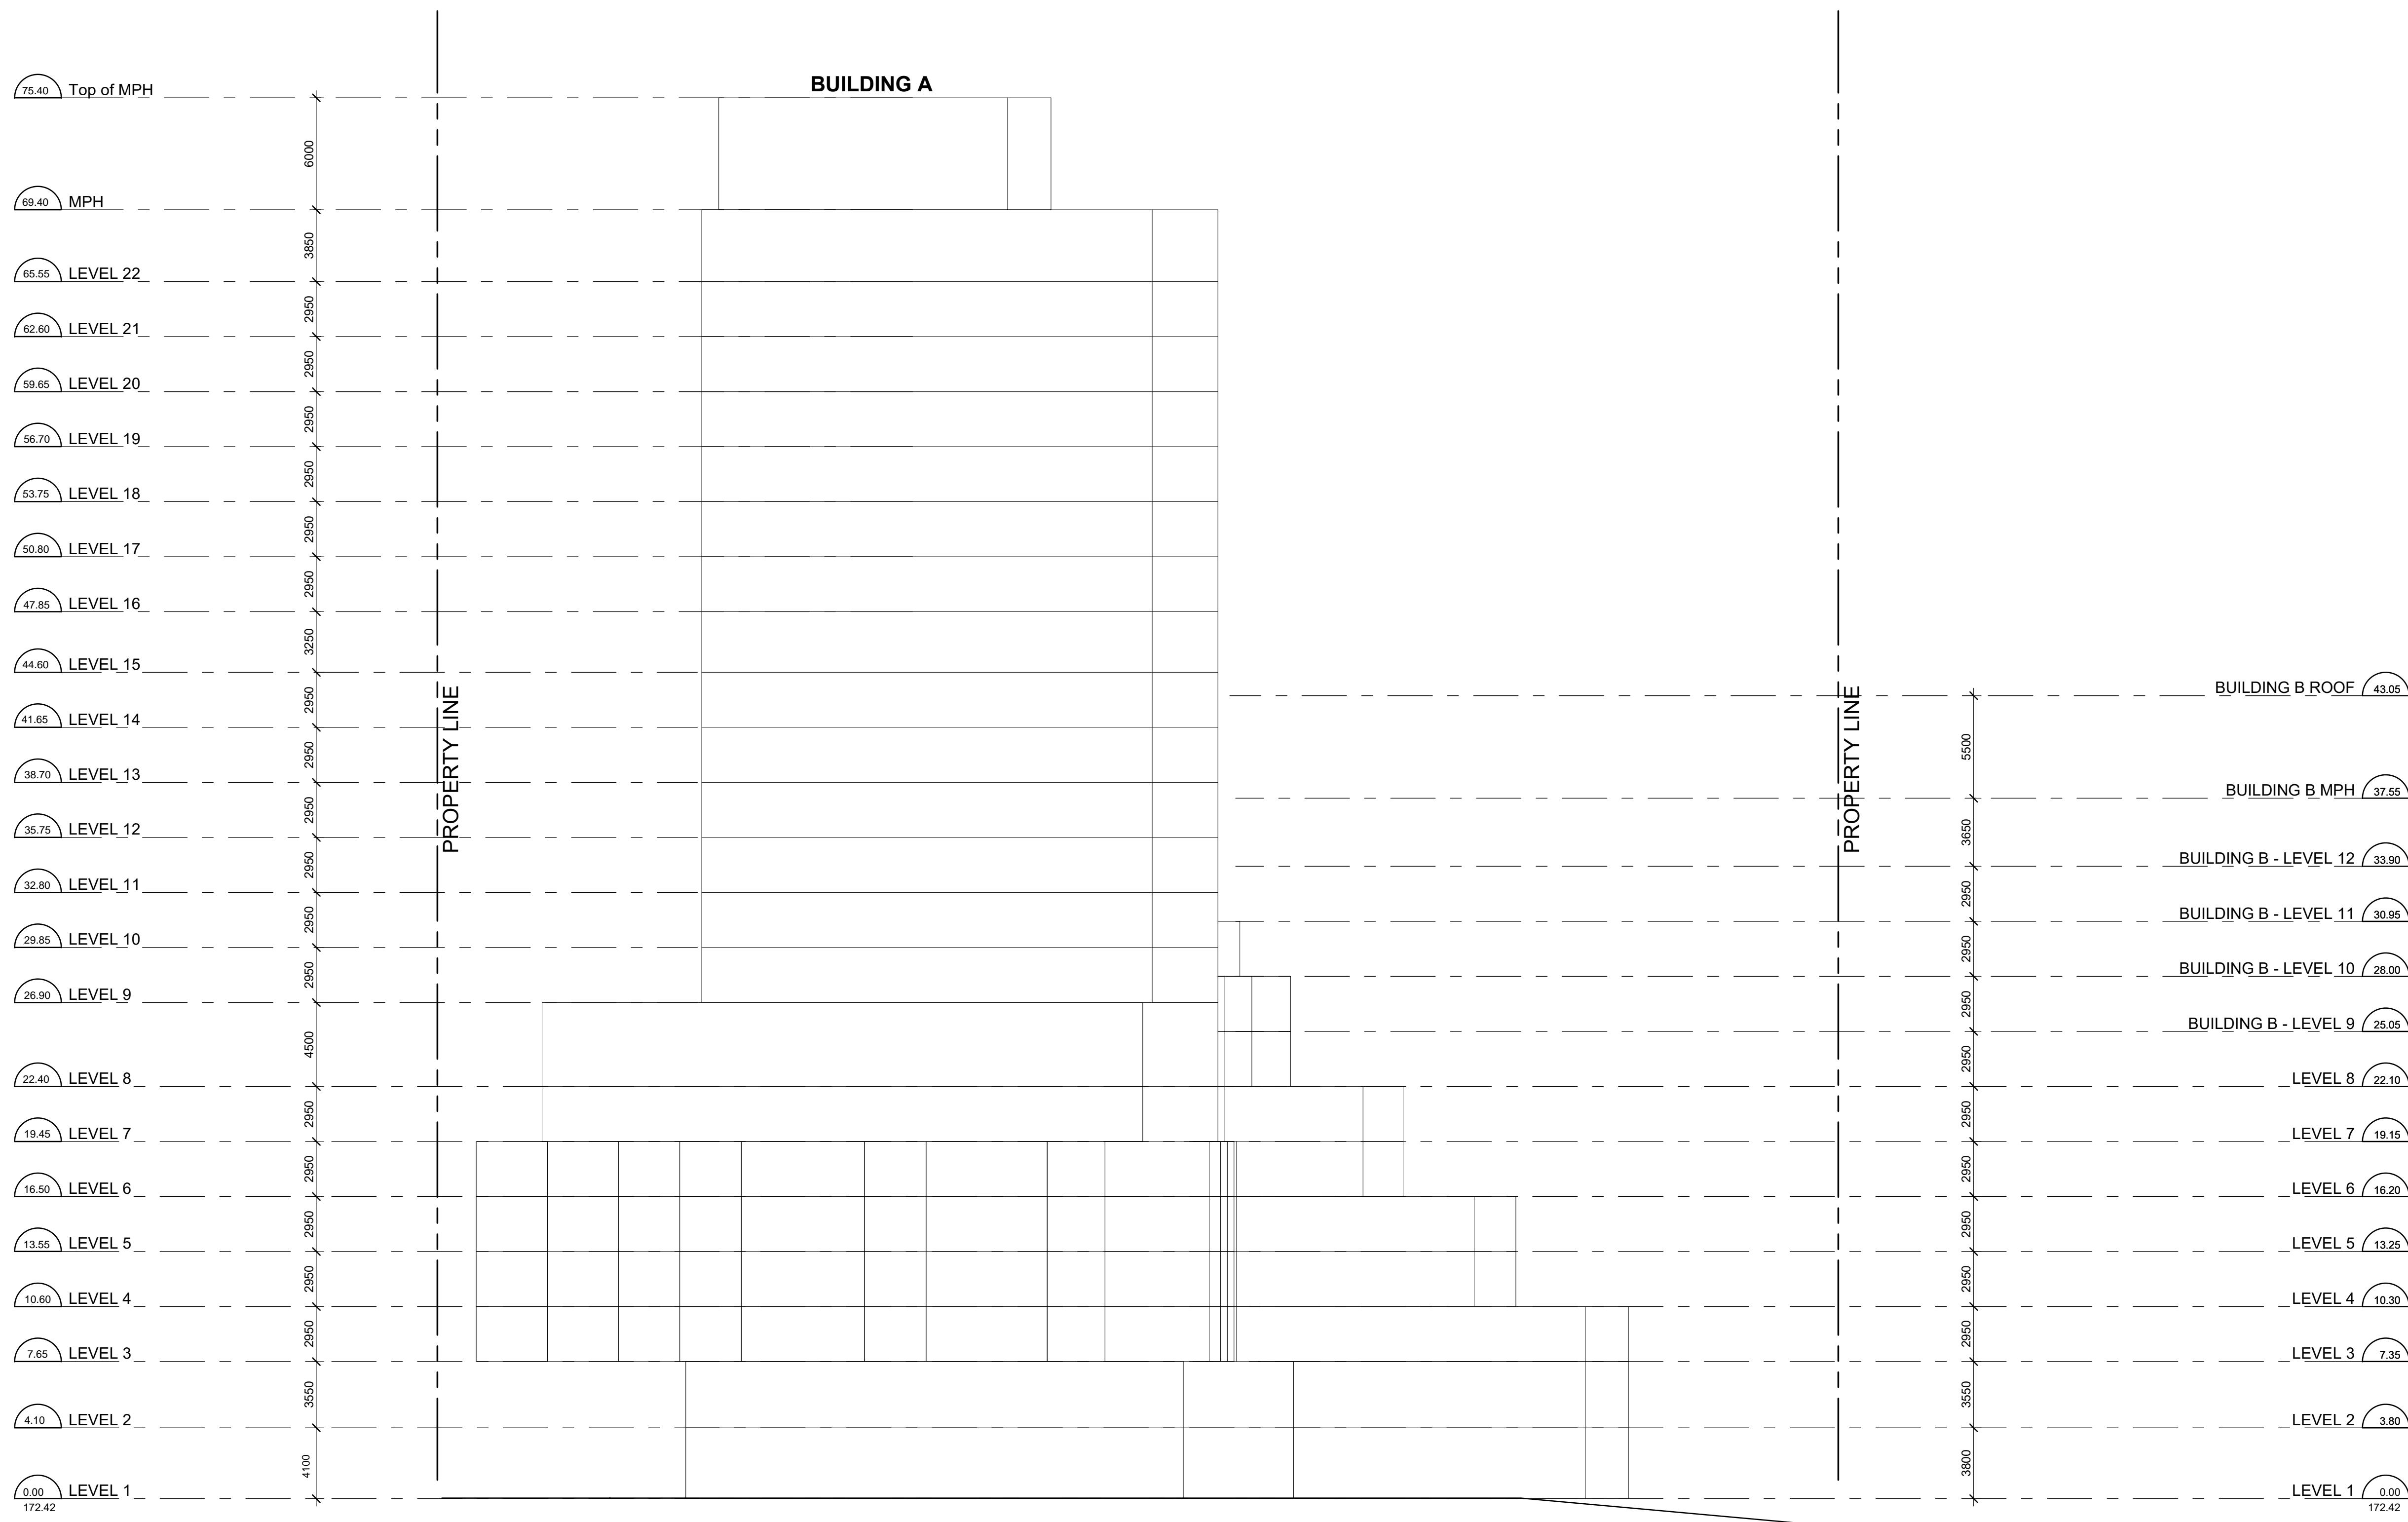 BUILDING A
75.40 Top of MPH
6000
69.40 MPH
3850
65.55 LEVEL 22
2950
62.60 LEVEL 21
2950
59.65 LEVEL 20
2950
56.70 LEVEL 19
2950
53.75 LEVEL 18
2950
50.80 LEVEL 17
2950
47.85 LEVEL 16
3250
44.60 LEVEL 15
2950
41.65 LEVEL 14
2950
38.70 LEVEL 13
2950
35.75 LEVEL 12
2950
32.80 LEVEL 11
2950
29.85 LEVEL 10
2950
26.90 LEVEL 9
4500
22.40 LEVEL 8
2950
19.45 LEVEL 7
2950
16.50 LEVEL 6
2950
13.55 LEVEL 5
2950
10.60 LEVEL 4
2950
7.65 LEVEL 3
3550
4.10 LEVEL 2
4100
0.00 LEVEL 1
172.42
PROPERTY LINE
PROPERTY LINE
BUILDING B ROOF 43.05
5500
BUILDING B MPH 37.55
3650
BUILDING B - LEVEL 12 33.90
2950
BUILDING B - LEVEL 11 30.95
2950
BUILDING B - LEVEL 10 28.00
2950
BUILDING B - LEVEL 9 25.05
2950
LEVEL 8 22.10
2950
LEVEL 7 19.15
2950
LEVEL 6 16.20
2950
LEVEL 5 13.25
2950
LEVEL 4 10.30
2950
LEVEL 3 7.35
3550
LEVEL 2 3.80
3800
LEVEL 1 0.00
172.42